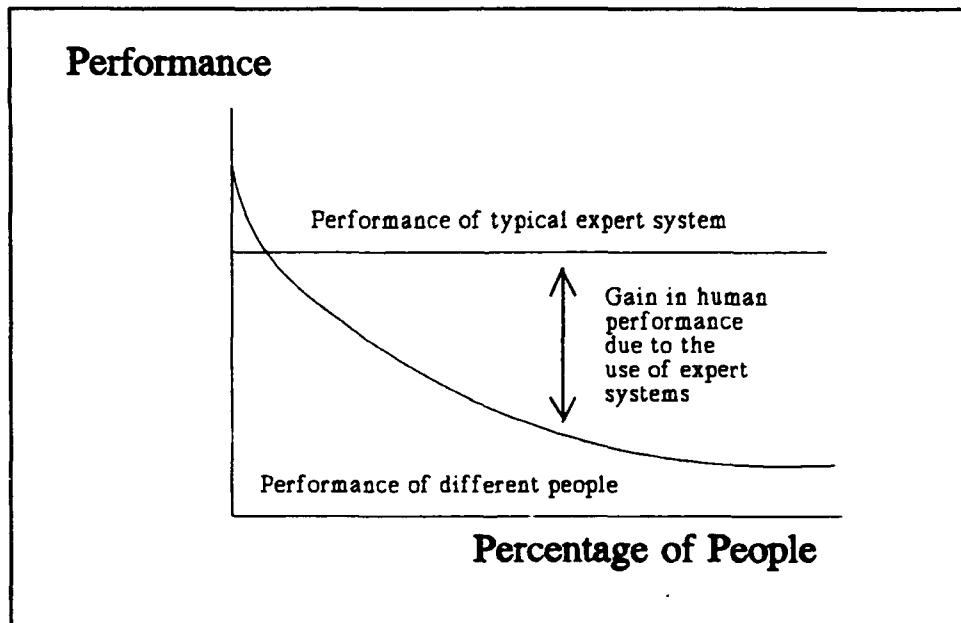 Performance
Performance of typical expert system
Gain in human
performance
due to the
use of expert
systems
Performance of different people
Percentage of People